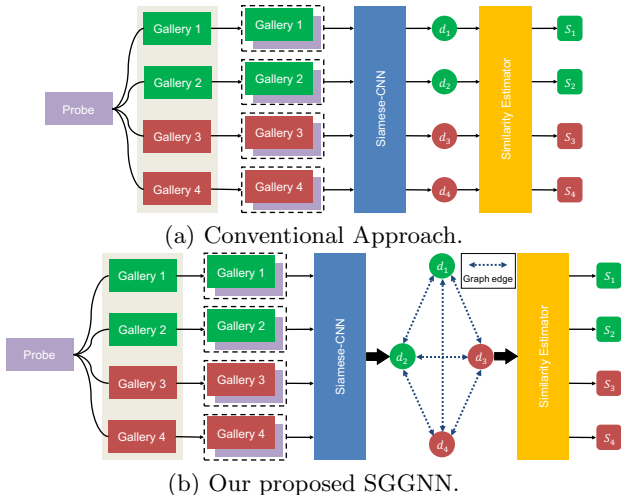 Probe
Gallery 1
Gallery 2
Gallery 3
Gallery 4
Gallery 1
Gallery 2
Gallery 3
Gallery 4
Siamese-CNN
d₁
d₂
d₃
d₄
Similarity Estimator
S₁
S₂
S₃
S₄
(a) Conventional Approach.
Probe
Gallery 1
Gallery 2
Gallery 3
Gallery 4
Gallery 1
Gallery 2
Gallery 3
Gallery 4
Siamese-CNN
d₁
d₂
d₃
d₄
Graph edge
Similarity Estimator
S₁
S₂
S₃
S₄
(b) Our proposed SGGNN.